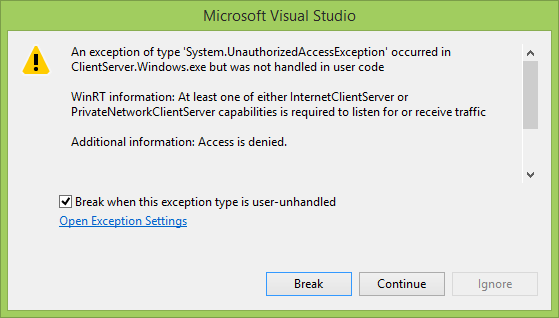 Microsoft Visual Studio
An exception of type 'System.UnauthorizedAccessException' occurred in
ClientServer.Windows.exe but was not handled in user code
WinRT information: At least one of either InternetClientServer or
PrivateNetworkClientServer capabilities is required to listen for or receive traffic
Additional information: Access is denied.
Break when this exception type is user-unhandled
Open Exception Settings
Break
Continue
Ignore